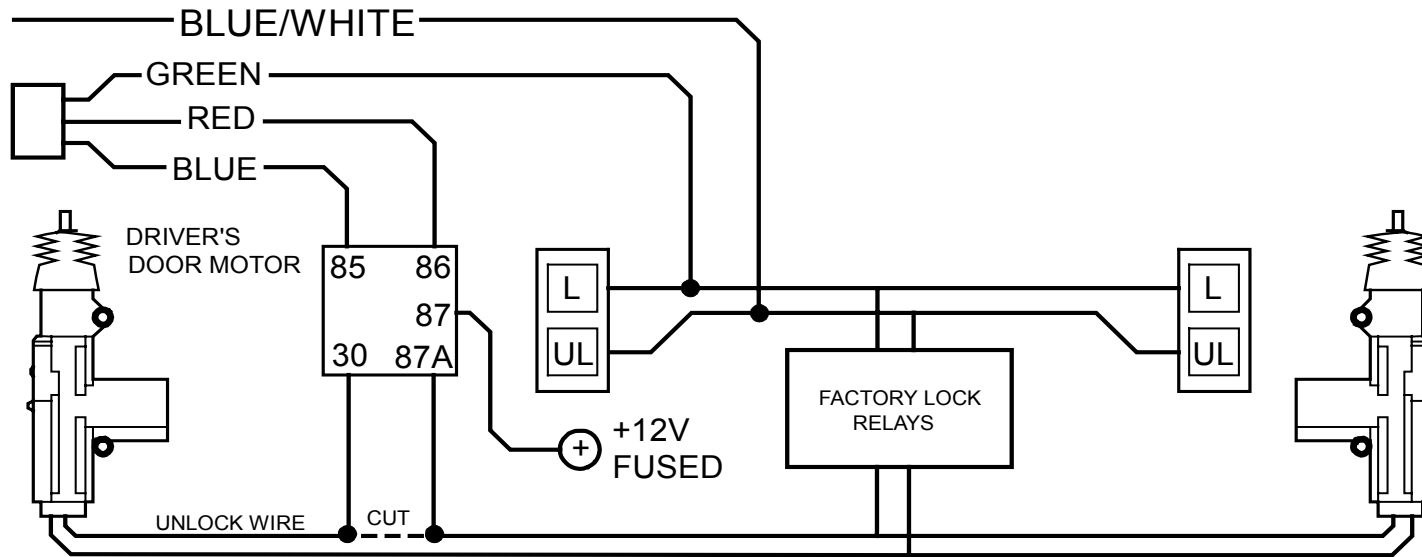 BLUE/WHITE
GREEN
RED
BLUE
DRIVER'S
DOOR MOTOR
85 86
87
30 87A
L
UL
L
UL
FACTORY LOCK
RELAYS
+
+12V
FUSED
UNLOCK WIRE
CUT